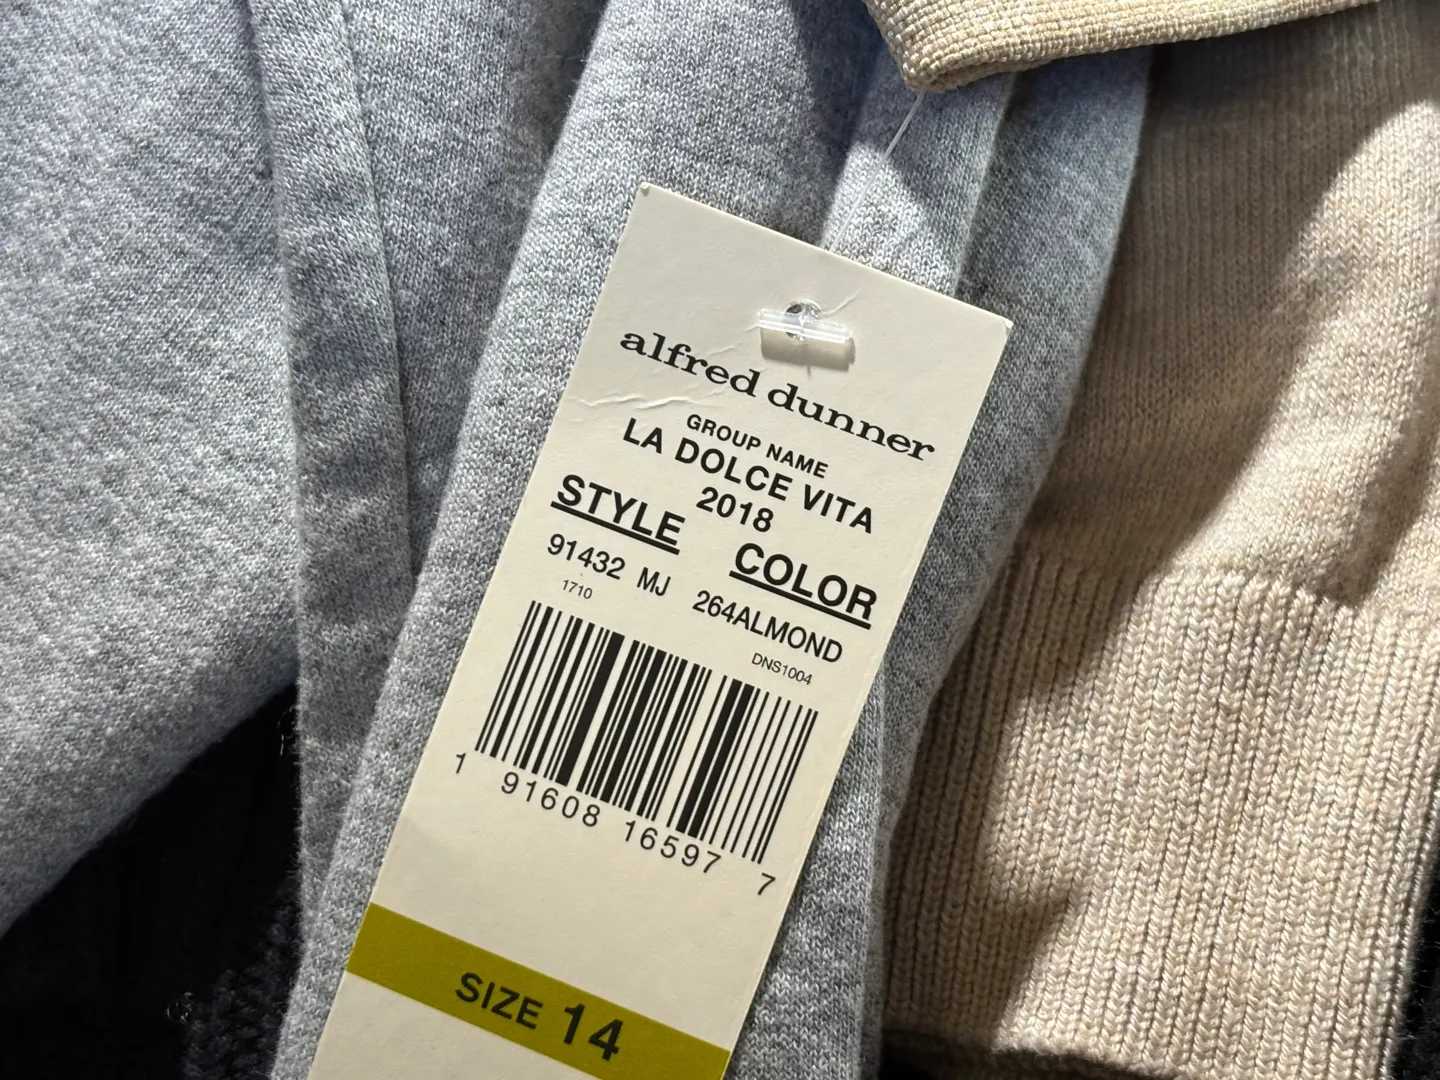 alfred dunner
GROUP NAME
LA DOLCE VITA
2018
STYLE COLOR
91432 MJ 264ALMOND
1710 DNS1004
1 91608 16597 7
SIZE 14